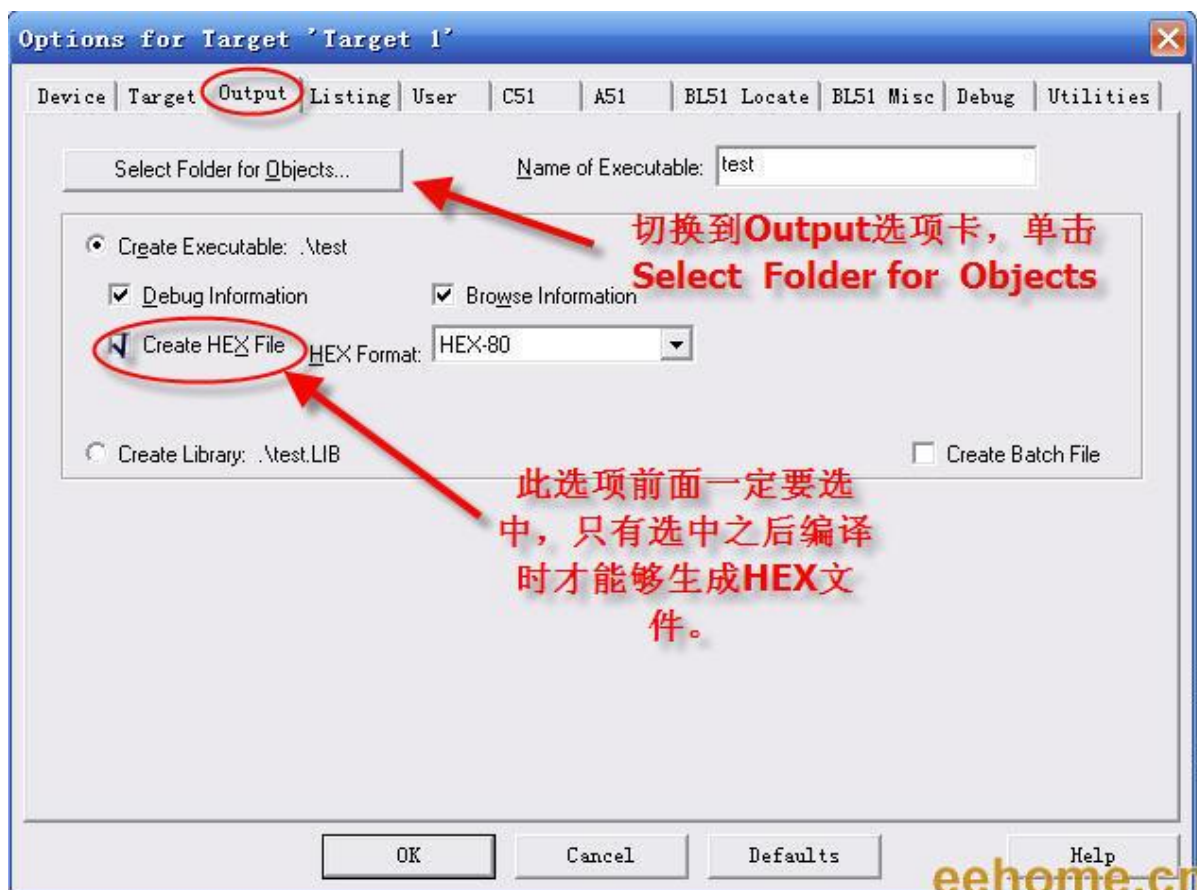 Options for Target 'Target 1'
Device Target Output Listing User C51 A51 BL51 Locate BL51 Misc Debug Utilities
Select Folder for Objects...
Name of Executable: test
切换到Output选项卡，单击
Select Folder for Objects
Create Executable: .\test
Debug Information
Browse Information
Create HEX File
HEX Format: HEX-80
Create Library: .\test.LIB
Create Batch File
此选项前面一定要选
中，只有选中之后编译
时才能够生成HEX文
件。
OK Cancel Defaults Help
eehome.cn